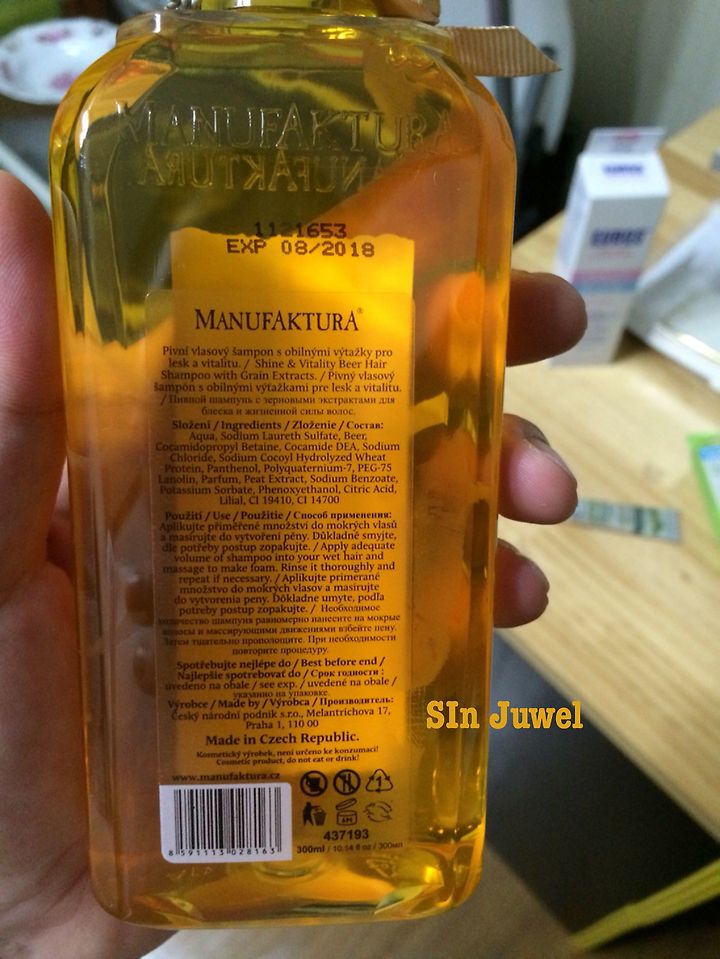 MANUFAKTURA
1121653
EXP 08/2018
MANUFAKTURA®
Pivní vlasový šampon s obilnými výtažky pro
lesk a vitalitu. / Shine & Vitality Beer Hair
Shampoo with Grain Extracts. / Pivný vlasový
šampón s obilnými výťažkami pre lesk a vitalitu.
/ Пивной шампунь с зерновыми экстрактами для
блеска и жизненной силы волос.
Složení / Ingredients / Zloženie / Состав:
Aqua, Sodium Laureth Sulfate, Beer,
Cocamidopropyl Betaine, Cocamide DEA, Sodium
Chloride, Sodium Cocoyl Hydrolyzed Wheat
Protein, Panthenol, Polyquaternium-7, PEG-75
Lanolin, Parfum, Peat Extract, Sodium Benzoate,
Potassium Sorbate, Phenoxyethanol, Citric Acid,
Lilial, CI 19410, CI 14700
Použití / Use / Použitie / Способ применения:
Aplikujte přiměřené množství do mokrých vlasů
a masírujte do vytvoření pěny. Důkladně smyjte,
dle potřeby postup zopakujte. / Apply adequate
volume of shampoo into your wet hair and
massage to make foam. Rinse it thoroughly and
repeat if necessary. / Aplikujte primerané
množstvo do mokrých vlasov a masírujte
do vytvorenia peny. Dôkladne umyte, podľa
potreby postup zopakujte. / Необходимое
количество шампуня равномерно нанесите на мокрые
волосы и массирующими движениями взбейте пену.
Затем тщательно прополощите. При необходимости
повторите процедуру.
Spotřebujte nejlépe do / Best before end /
Najlepšie spotrebovať do / Срок годности :
uvedeno na obale / see exp. / uvedené na obale /
указанно на упаковке.
Výrobce / Made by / Výrobca / Производитель:
Český národní podnik s.r.o., Melantrichova 17,
Praha 1, 110 00
Made in Czech Republic.
Kosmetický výrobek, není určeno ke konzumaci!
Cosmetic product, do not eat or drink!
www.manufaktura.cz
1
6M
437193
8 591113 028163
300ml / 10.14 fl oz / 300мл
SIn Juwel